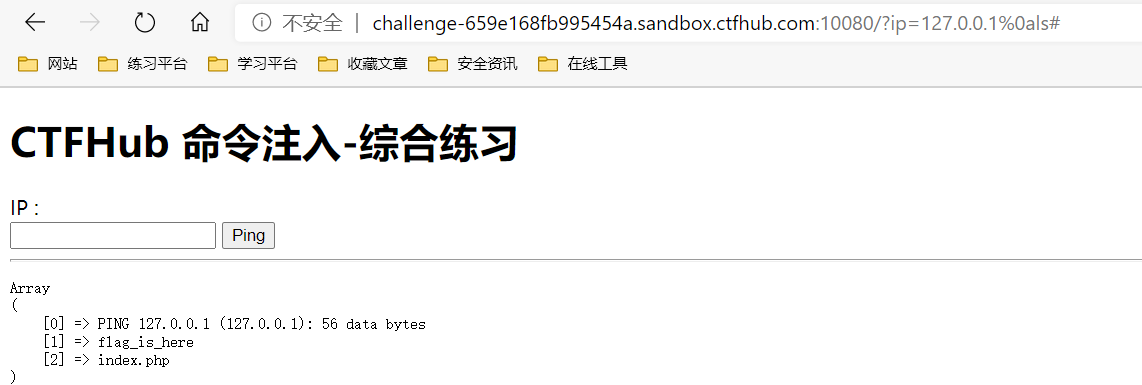 不安全 | challenge-659e168fb995454a.sandbox.ctfhub.com:10080/?ip=127.0.0.1%0als#
网站 练习平台 学习平台 收藏文章 安全资讯 在线工具
CTFHub 命令注入-综合练习
IP :
Ping
Array
(
[0] => PING 127.0.0.1 (127.0.0.1): 56 data bytes
[1] => flag_is_here
[2] => index.php
)